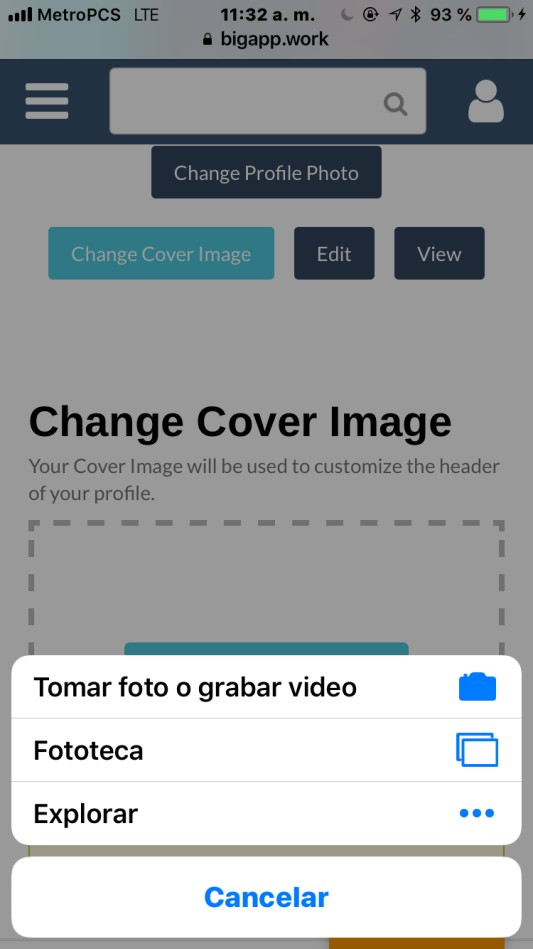 MetroPCS LTE 11:32 a. m. 93 %
bigapp.work
Change Profile Photo
Change Cover Image Edit View
Change Cover Image
Your Cover Image will be used to customize the header
of your profile.
Tomar foto o grabar video
Fototeca
Explorar
Cancelar